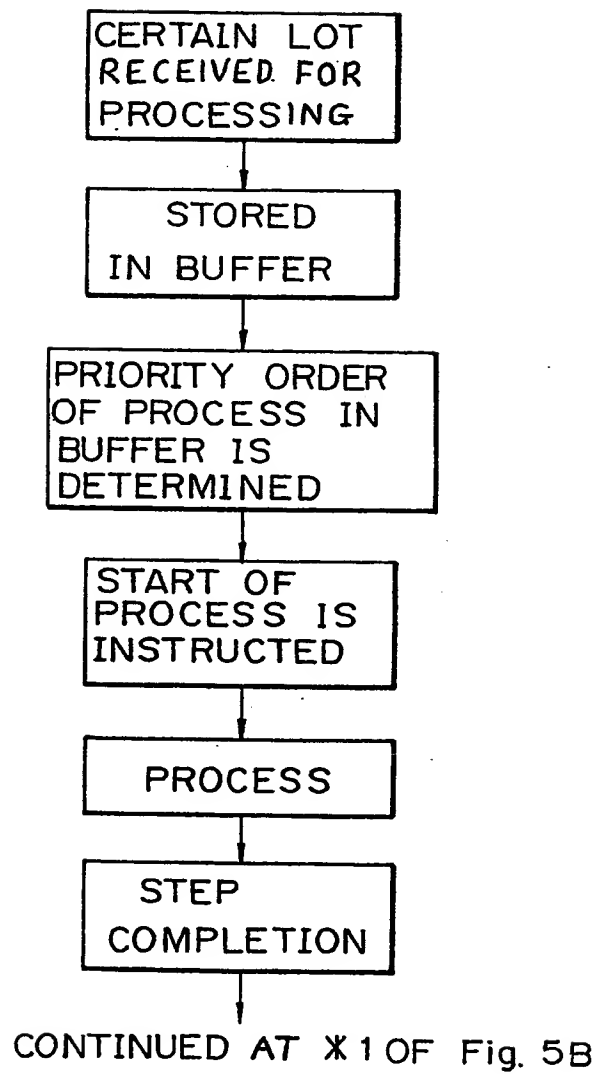 CERTAIN LOT
RECEIVED FOR
PROCESSING
STORED
IN BUFFER
PRIORITY ORDER
OF PROCESS IN
BUFFER IS
DETERMINED
START OF
PROCESS IS
INSTRUCTED
PROCESS
STEP
COMPLETION
CONTINUED AT ※1 OF Fig. 5B